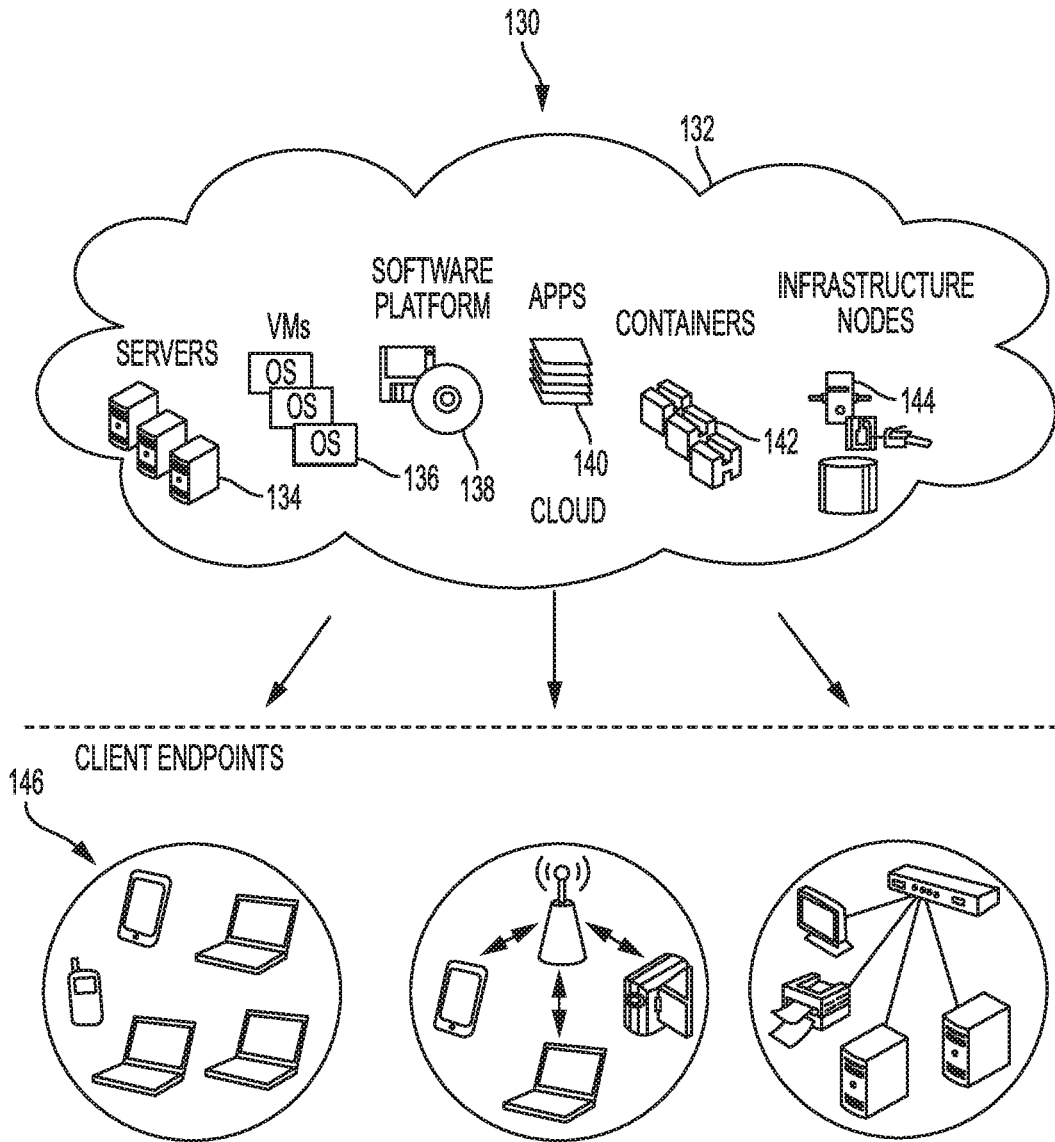 130
132
SOFTWARE
PLATFORM
APPS
INFRASTRUCTURE
NODES
VMs
CONTAINERS
SERVERS
OS
OS
OS
134
136
138
140
142
144
CLOUD
CLIENT ENDPOINTS
146